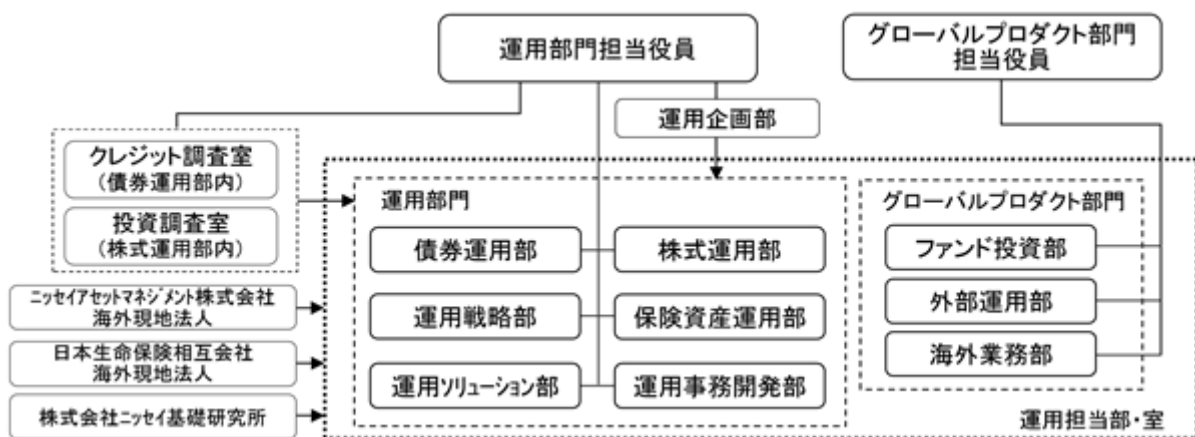 運用部門担当役員
グローバルプロダクト部門
担当役員
運用企画部
クレジット調査室
(債券運用部内)
投資調査室
(株式運用部内)
ニッセイアセットマネジメント株式会社
海外現地法人
日本生命保険相互会社
海外現地法人
株式会社ニッセイ基礎研究所
運用部門
債券運用部
株式運用部
運用戦略部
保険資産運用部
運用ソリューション部
運用事務開発部
グローバルプロダクト部門
ファンド投資部
外部運用部
海外業務部
運用担当部・室